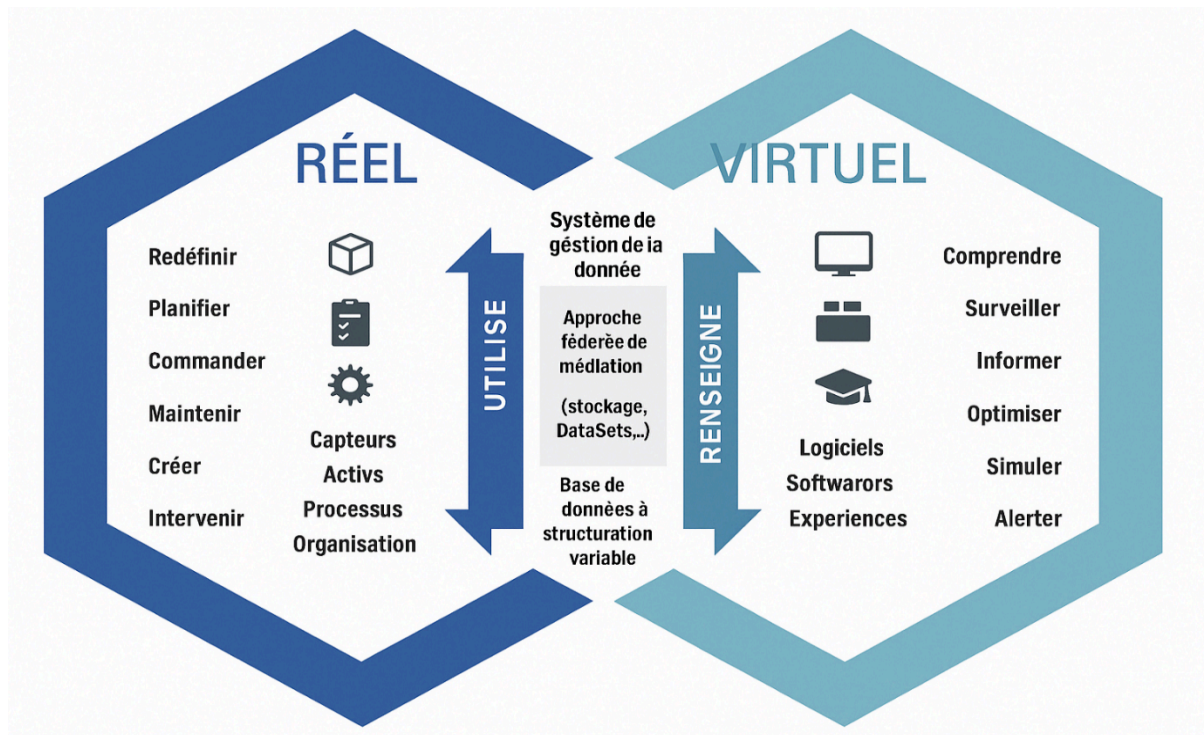 RÉEL
Redéfinir
Planifier
Commander
Maintenir
Créer
Intervenir
Capteurs
Activs
Processus
Organisation
UTILISE
Système de
géstion de ia
donnée
Approche
féderèe de
médlation
(stockage,
DataSets,..)
Base de
donnèes à
structuration
variable
RENSEIGNE
VIRTUEL
Logiciels
Softwarors
Experiences
Comprendre
Surveiller
Informer
Optimiser
Simuler
Alerter